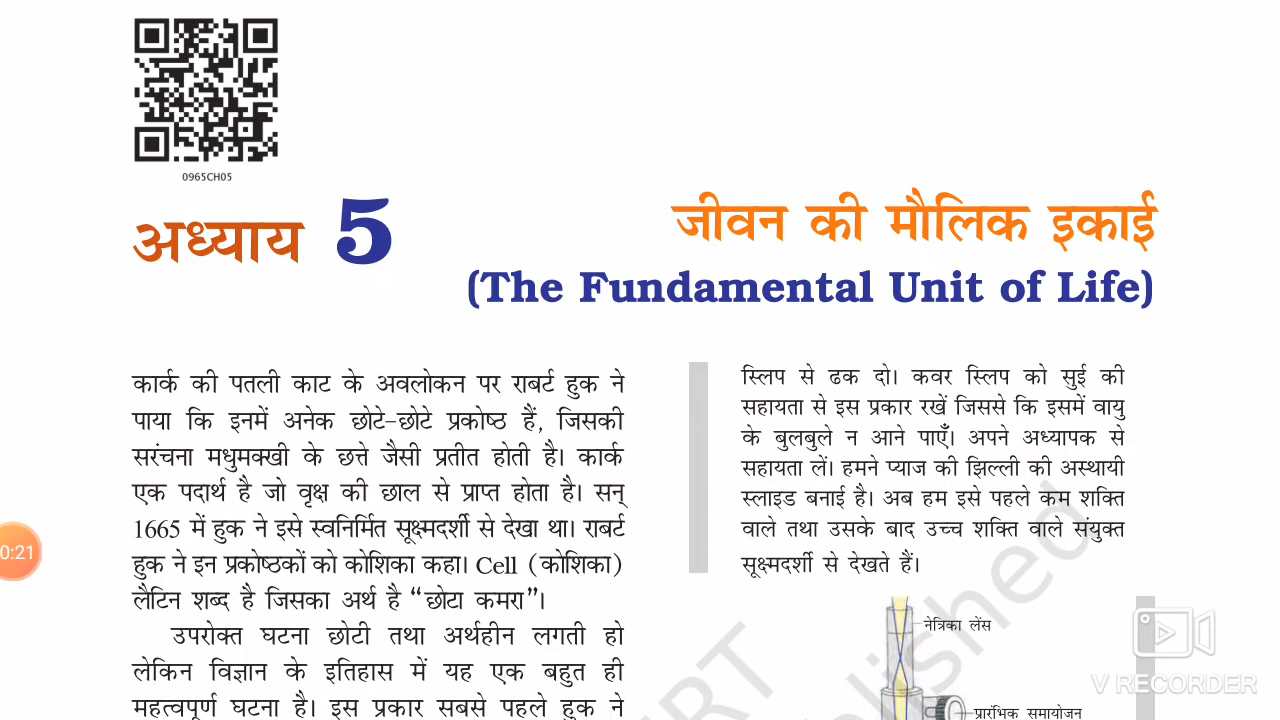 0965CH05
अध्याय 5
जीवन की मौलिक इकाई
(The Fundamental Unit of Life)
कार्क की पतली काट के अवलोकन पर राबर्ट हुक ने
पाया कि इनमें अनेक छोटे-छोटे प्रकोष्ठ हैं, जिसकी
सरंचना मधुमक्खी के छत्ते जैसी प्रतीत होती है। कार्क
एक पदार्थ है जो वृक्ष की छाल से प्राप्त होता है। सन्
1665 में हुक ने इसे स्वनिर्मित सूक्ष्मदर्शी से देखा था। राबर्ट
हुक ने इन प्रकोष्ठकों को कोशिका कहा। Cell (कोशिका)
लैटिन शब्द है जिसका अर्थ है “छोटा कमरा”।
उपरोक्त घटना छोटी तथा अर्थहीन लगती हो
लेकिन विज्ञान के इतिहास में यह एक बहुत ही
महत्वपूर्ण घटना है। इस प्रकार सबसे पहले हुक ने
स्लिप से ढक दो। कवर स्लिप को सुई की
सहायता से इस प्रकार रखें जिससे कि इसमें वायु
के बुलबुले न आने पाएँ। अपने अध्यापक से
सहायता लें। हमने प्याज की झिल्ली की अस्थायी
स्लाइड बनाई है। अब हम इसे पहले कम शक्ति
वाले तथा उसके बाद उच्च शक्ति वाले संयुक्त
सूक्ष्मदर्शी से देखते हैं।
नेत्रिका लेंस
प्रारंभिक समायोजन
0:21
V RECORDER